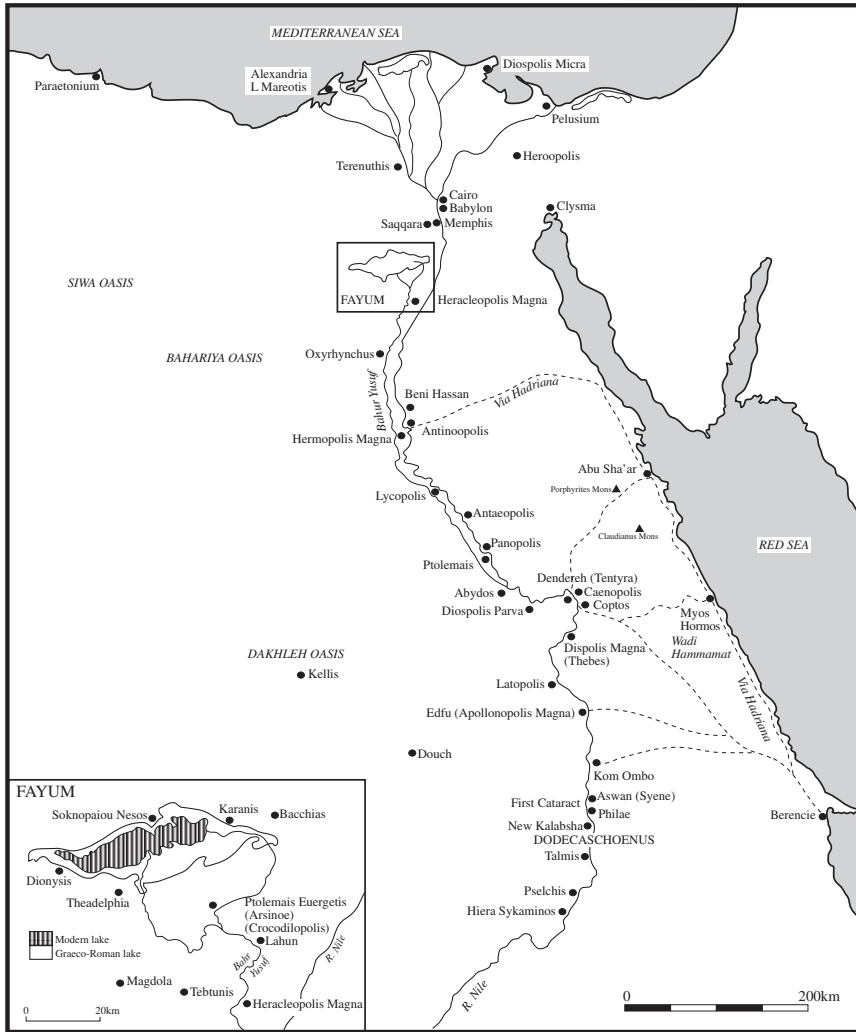 MEDITERRANEAN SEA
Paraetonium
Alexandria
L Mareotis
Diospolis Micra
Pelusium
Terenuthis
Heroopolis
Cairo
Babylon
Saqqara
Memphis
Clysma
SIWA OASIS
FAYUM
Heracleopolis Magna
BAHARIYA OASIS
Oxyrhynchus
Bahur Yusuf
Beni Hassan
Via Hadriana
Antinoopolis
Hermopolis Magna
Abu Sha'ar
Porphyrites Mons
Lycopolis
Antaeopolis
Claudianus Mons
RED SEA
Panopolis
Ptolemais
Dendereh (Tentyra)
Abydos
Caenopolis
Coptos
Diospolis Parva
Myos
Hormos
Wadi
Hammamat
Dispolis Magna
(Thebes)
DAKHLEH OASIS
Kellis
Latopolis
Via Hadriana
Edfu (Apollonopolis Magna)
Douch
Kom Ombo
First Cataract
Aswan (Syene)
Philae
Berencie
New Kalabsha
DODECASCHOENUS
Talmis
Pselchis
Hiera Sykaminos
R. Nile
0
200km
FAYUM
Soknopaiou Nesos
Karanis
Bacchias
Dionysis
Theadelphia
Ptolemais Euergetis
(Arsinoe)
(Crocodilopolis)
Modern lake
Graeco-Roman lake
Lahun
Bahr
Yusuf
R. Nile
Magdola
Tebtunis
Heracleopolis Magna
0
20km